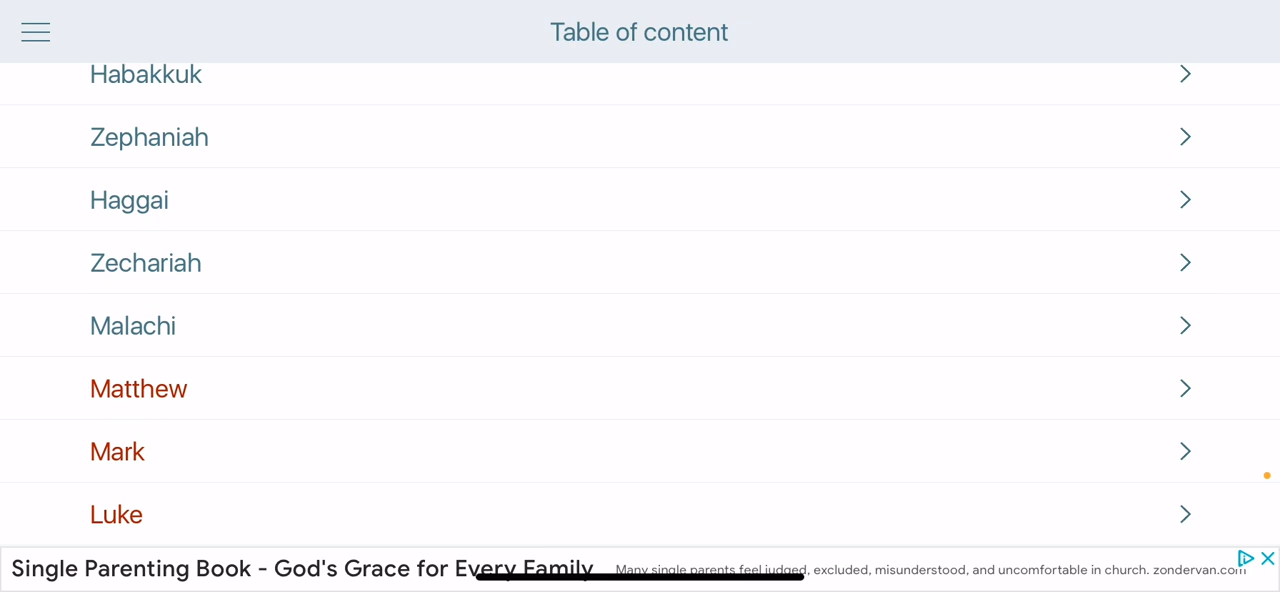 Table of content
Habakkuk
Zephaniah
Haggai
Zechariah
Malachi
Matthew
Mark
Luke
Single Parenting Book - God's Grace for Every Family Many single parents feel judged, excluded, misunderstood, and uncomfortable in church. zondervan.com